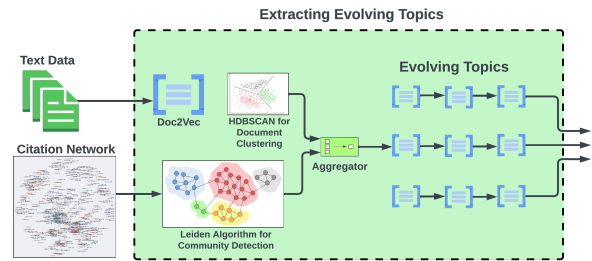 Extracting Evolving Topics
Text Data
Doc2Vec
HDBSCAN for
Document
Clustering
Evolving Topics
Aggregator
Citation Network
Leiden Algorithm for
Community Detection